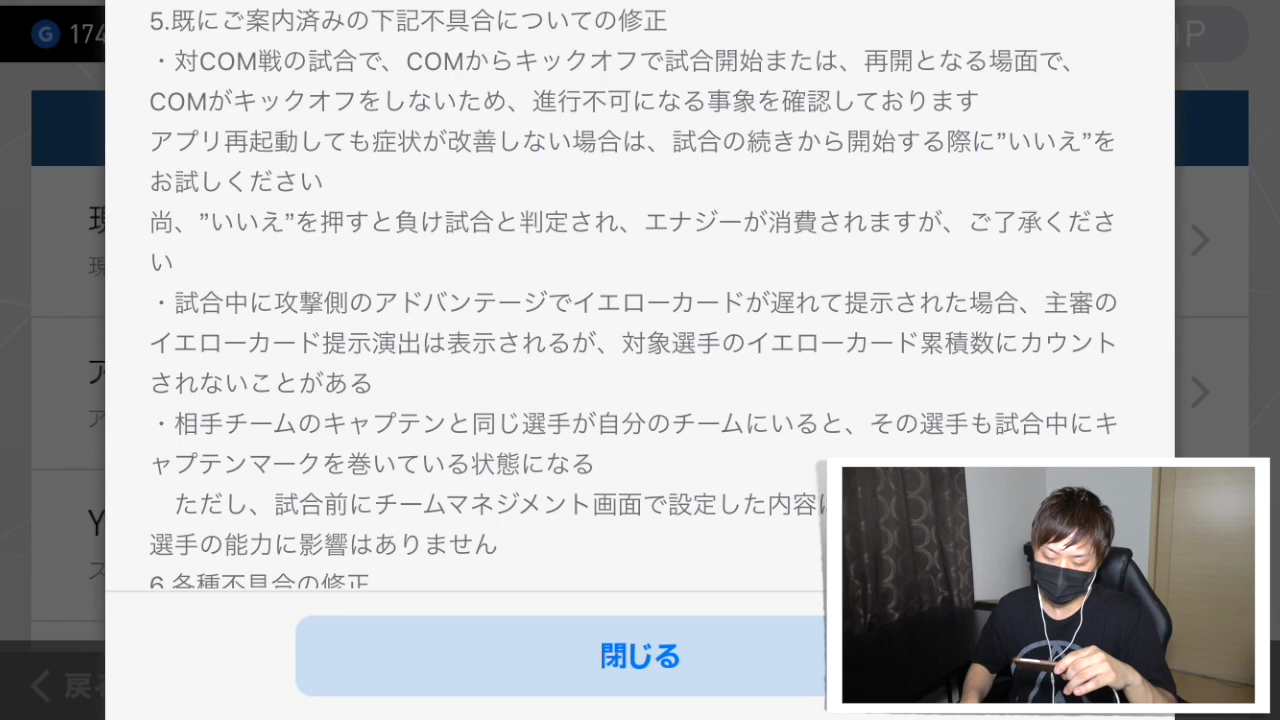 5.既にご案内済みの下記不具合についての修正
G 174
P
・対COM戦の試合で、COMからキックオフで試合開始または、再開となる場面で、
COMがキックオフをしないため、進行不可になる事象を確認しております
アプリ再起動しても症状が改善しない場合は、試合の続きから開始する際に”いいえ”を
お試しください
尚、”いいえ”を押すと負け試合と判定され、エナジーが消費されますが、ご了承くださ
い
・試合中に攻撃側のアドバンテージでイエローカードが遅れて提示された場合、主審の
イエローカード提示演出は表示されるが、対象選手のイエローカード累積数にカウント
されないことがある
・相手チームのキャプテンと同じ選手が自分のチームにいると、その選手も試合中にキ
ャプテンマークを巻いている状態になる
ただし、試合前にチームマネジメント画面で設定した内容
選手の能力に影響はありません
6.各種不具合の修正
閉じる
戻